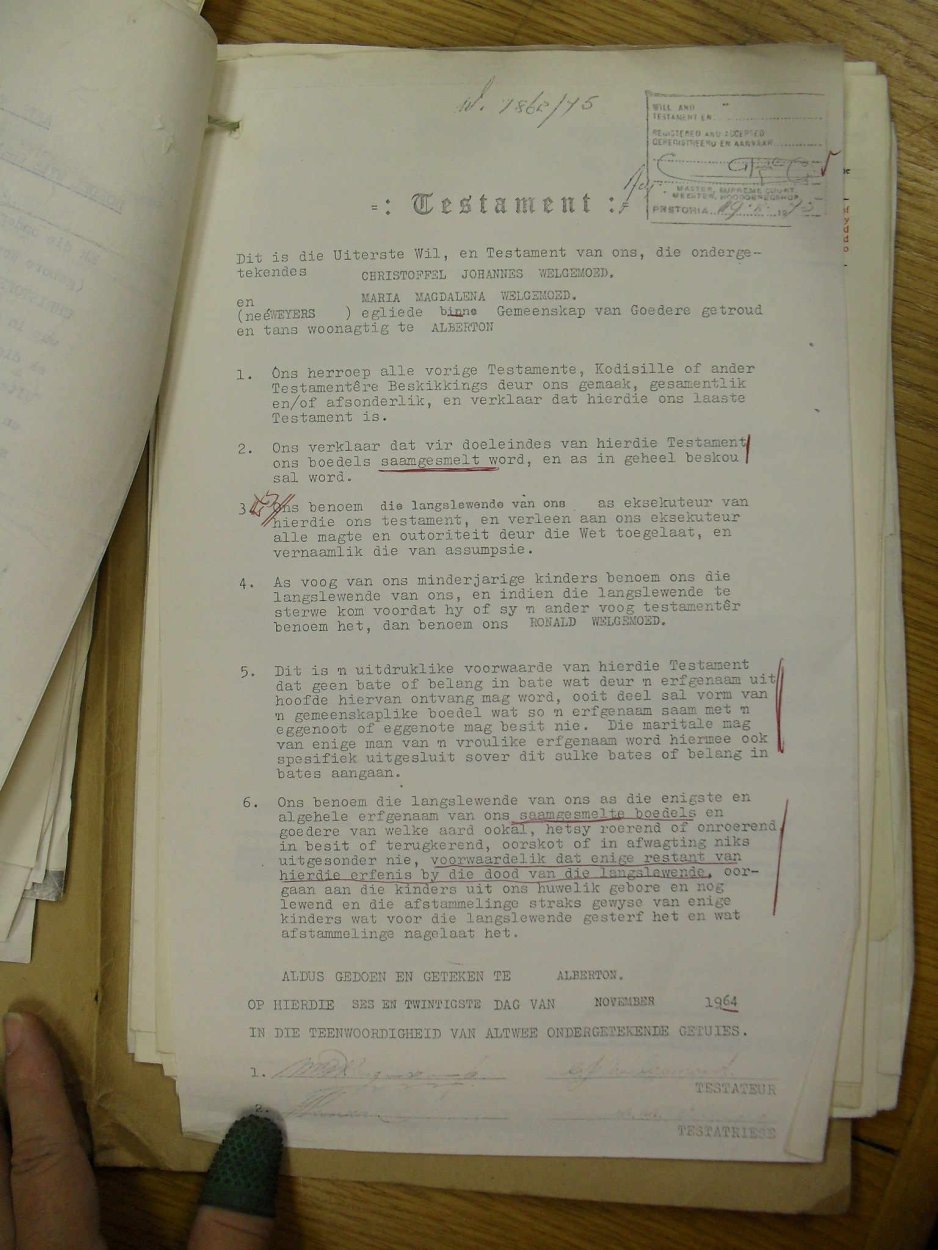 W. 1862/75
WILL AND
TESTAMENT EN
REGISTERED AND ACCEPTED
GEREGISTREERD EN AANVAAR
MASTER, SUPREME COURT.
MEESTER, HOOGGEREGSHOF
PRETORIA
=: Testament :=
Dit is die Uiterste Wil, en Testament van ons, die onderge-
tekendes CHRISTOFFEL JOHANNES WELGEMOED.
en MARIA MAGDALENA WELGEMOED.
(neéWEYERS ) egliede binne Gemeenskap van Goedere getroud
en tans woonagtig te ALBERTON
1. Ons herroep alle vorige Testamente, Kodisille of ander
Testamentêre Beskikkings deur ons gemaak, gesamentlik
en/of afsonderlik, en verklaar dat hierdie ons laaste
Testament is.
2. Ons verklaar dat vir doeleindes van hierdie Testament
ons boedels saamgesmelt word, en as in geheel beskou
sal word.
3. Ons benoem die langslewende van ons as eksekuteur van
hierdie ons testament, en verleen aan ons eksekuteur
alle magte en outoriteit deur die Wet toegelaat, en
vernaamlik die van assumpsie.
4. As voog van ons minderjarige kinders benoem ons die
langslewende van ons, en indien die langslewende te
sterwe kom voordat hy of sy 'n ander voog testamentêr
benoem het, dan benoem ons RONALD WELGEMOED.
5. Dit is 'n uitdruklike voorwaarde van hierdie Testament
dat geen bate of belang in bate wat deur 'n erfgenaam uit
hoofde hiervan ontvang mag word, ooit deel sal vorm van
'n gemeenskaplike boedel wat so 'n erfgenaam saam met 'n
eggenoot of eggenote mag besit nie. Die maritale mag
van enige man van 'n vroulike erfgenaam word hiermee ook
spesifiek uitgesluit sover dit sulke bates of belang in
bates aangaan.
6. Ons benoem die langslewende van ons as die enigste en
algehele erfgenaam van ons saamgesmelte boedels en
goedere van welke aard ookal, hetsy roerend of onroerend
in besit of terugkerend, oorskot of in afwagting niks
uitgesonder nie, voorwaardelik dat enige restant van
hierdie erfenis by die dood van die langslewende, oor-
gaan aan die kinders uit ons huwelik gebore en nog
lewend en die afstammelinge straks gewyse van enige
kinders wat voor die langslewende gesterf het en wat
afstammelinge nagelaat het.
ALDUS GEDOEN EN GETEKEN TE ALBERTON.
OP HIERDIE SES EN TWINTIGSTE DAG VAN NOVEMBER 1964
IN DIE TEENWOORDIGHEID VAN ALTWEE ONDERGETEKENDE GETUIES.
1.
TESTATEUR
2.
TESTATRIESE